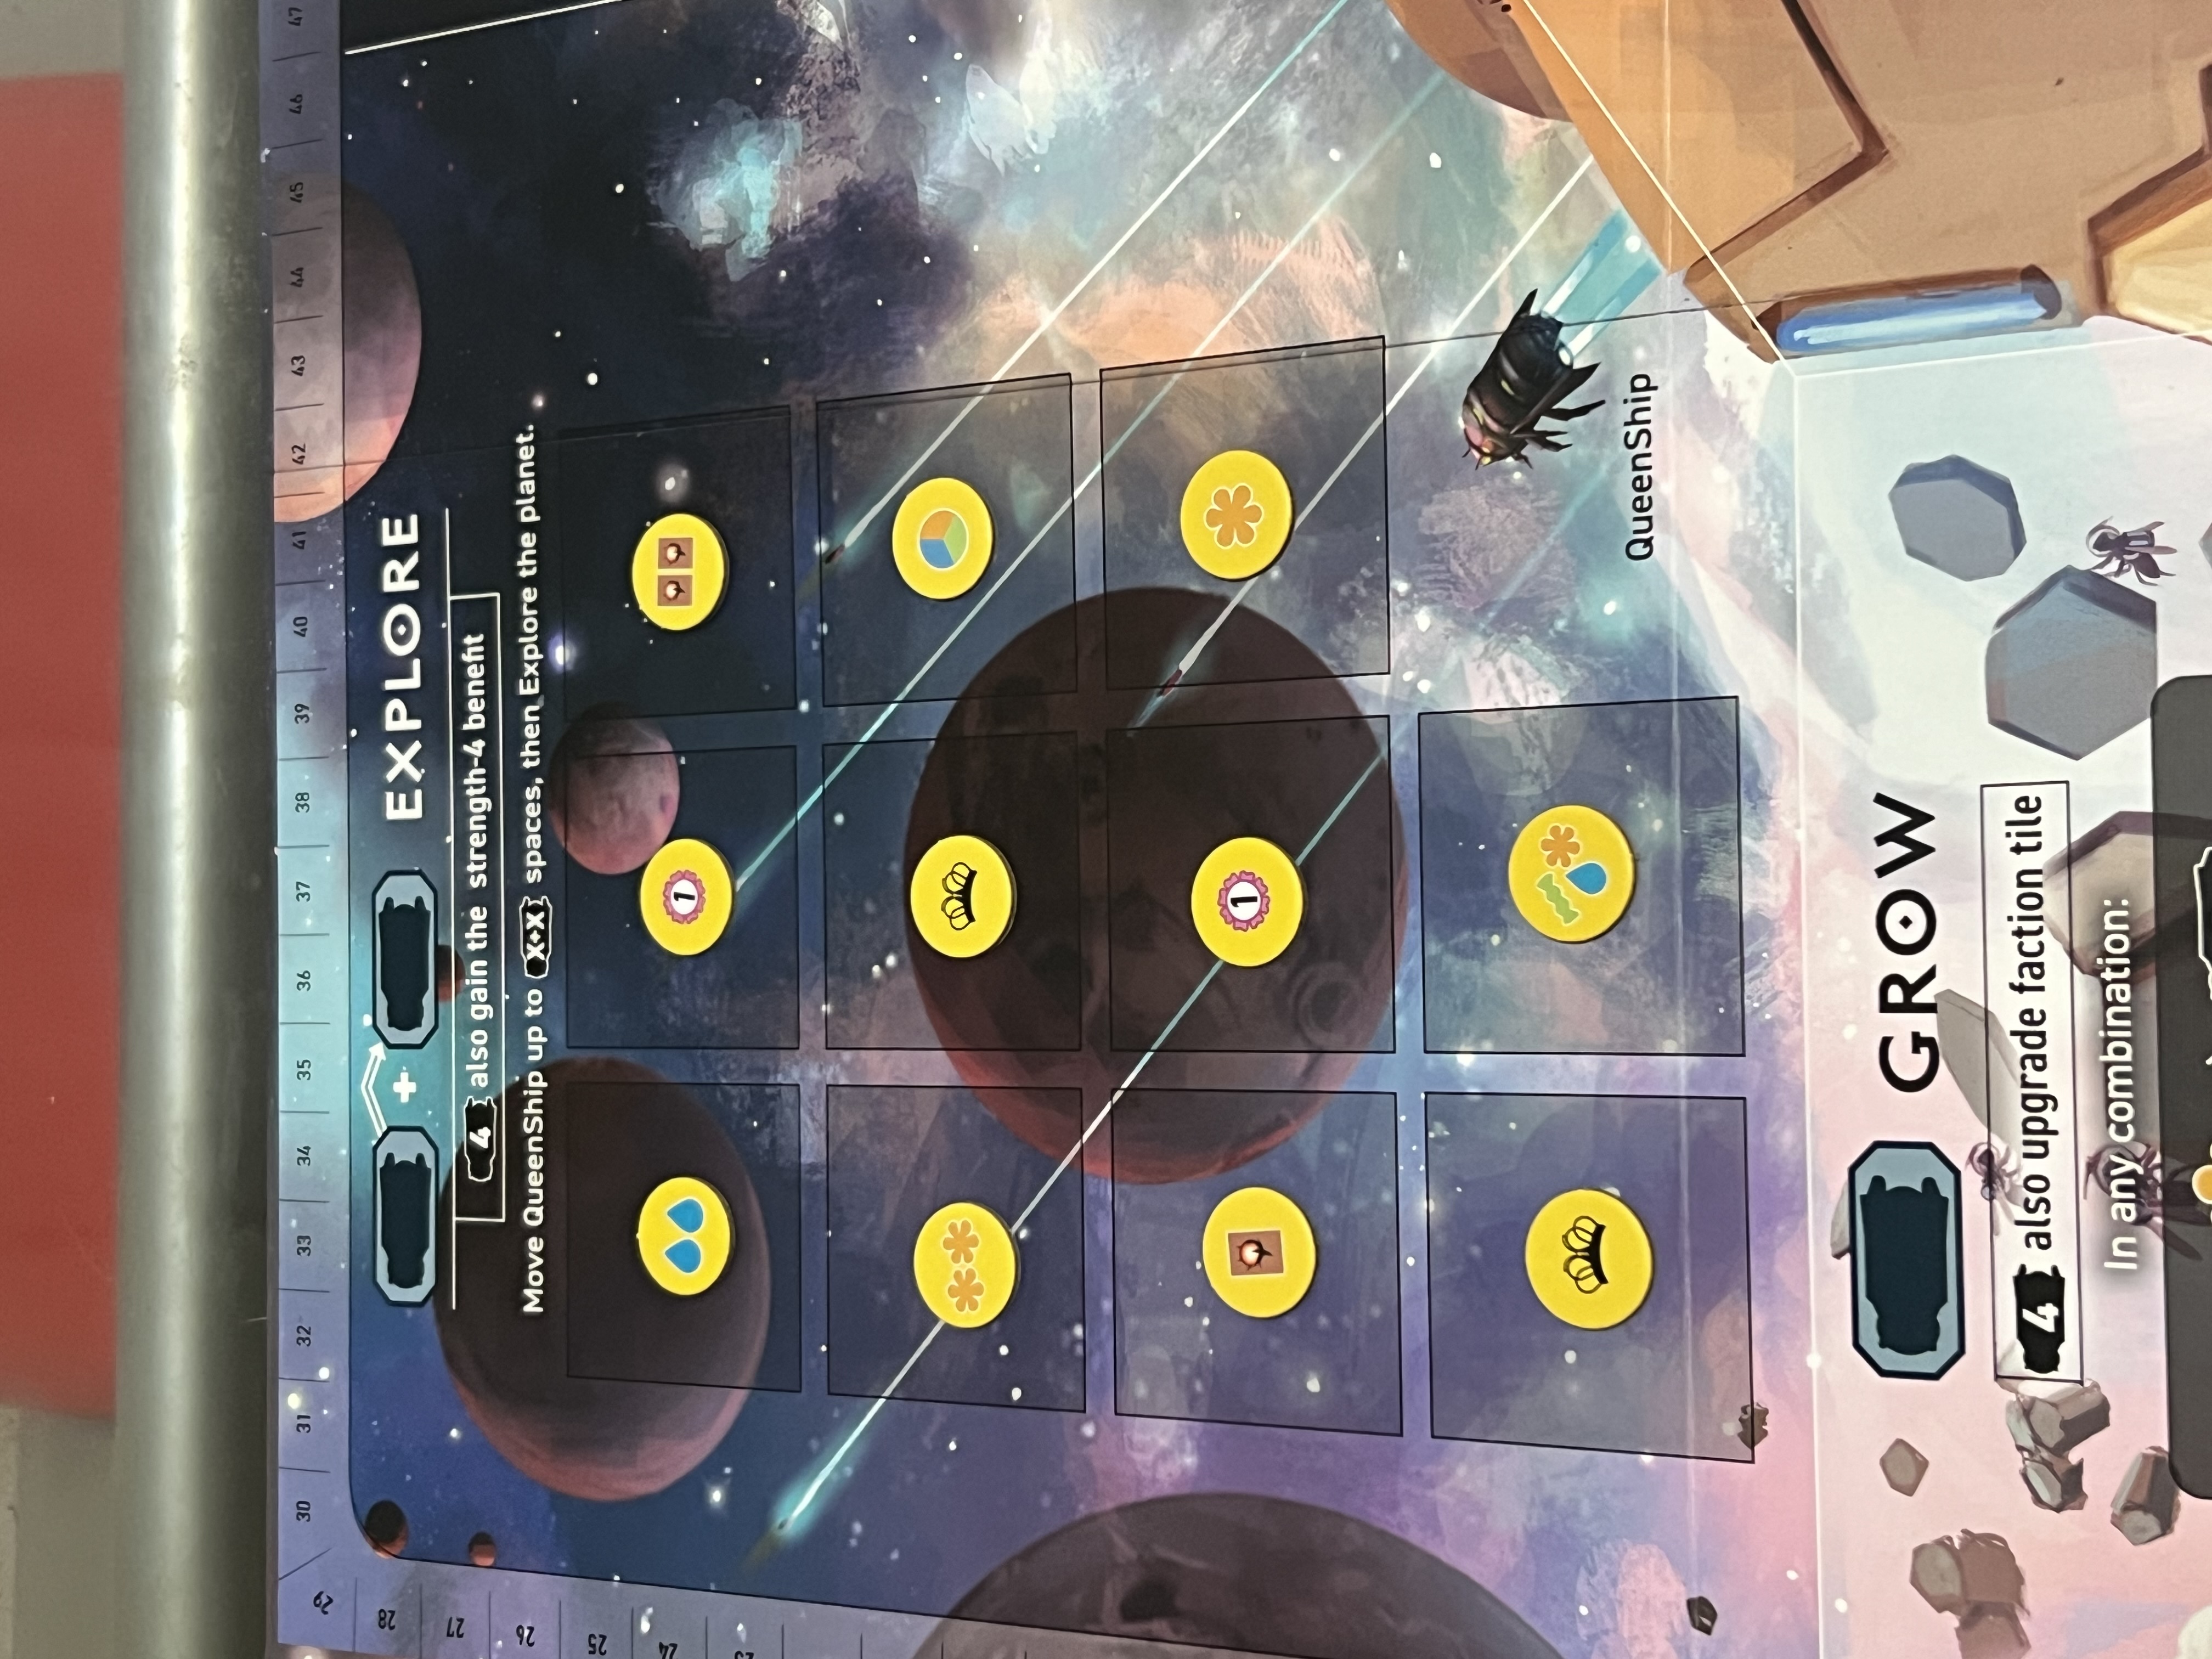 30 31 32 33 34 35 36 37 38 39 40 41 42 43 44 45 46 47
29
28
27
26
25
24
+ EXPLORE
4 also gain the strength-4 benefit
Move QueenShip up to X+X spaces, then Explore the planet.
1
1
QueenShip
GROW
4 also upgrade faction tile
In any combination: